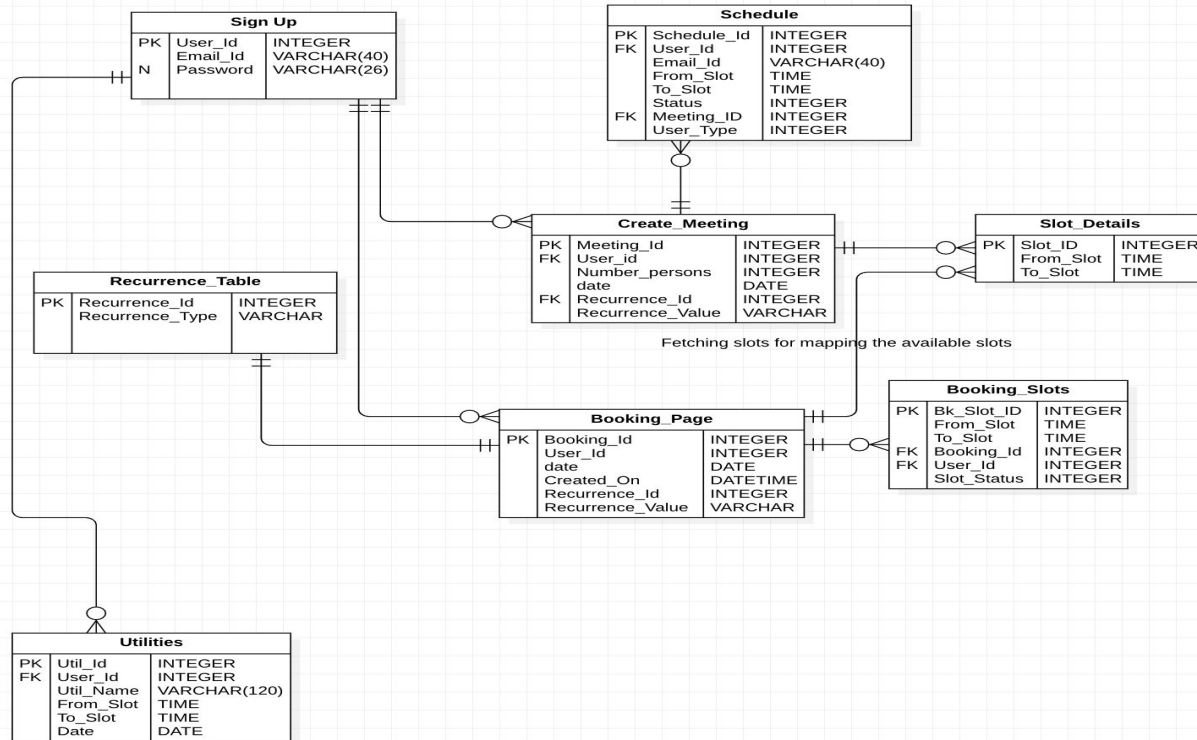 Sign Up
PK User_Id INTEGER
Email_Id VARCHAR(40)
N Password VARCHAR(26)
Schedule
PK Schedule_Id INTEGER
FK User_Id INTEGER
Email_Id VARCHAR(40)
From_Slot TIME
To_Slot TIME
Status INTEGER
FK Meeting_ID INTEGER
User_Type INTEGER
Create_Meeting
PK Meeting_Id INTEGER
FK User_id INTEGER
Number_persons INTEGER
date DATE
FK Recurrence_Id INTEGER
Recurrence_Value VARCHAR
Slot_Details
PK Slot_ID INTEGER
From_Slot TIME
To_Slot TIME
Recurrence_Table
PK Recurrence_Id INTEGER
Recurrence_Type VARCHAR
Fetching slots for mapping the available slots
Booking_Page
PK Booking_Id INTEGER
User_Id INTEGER
date DATE
Created_On DATETIME
Recurrence_Id INTEGER
Recurrence_Value VARCHAR
Booking_Slots
PK Bk_Slot_ID INTEGER
From_Slot TIME
To_Slot TIME
FK Booking_Id INTEGER
FK User_Id INTEGER
Slot_Status INTEGER
Utilities
PK Util_Id INTEGER
FK User_Id INTEGER
Util_Name VARCHAR(120)
From_Slot TIME
To_Slot TIME
Date DATE